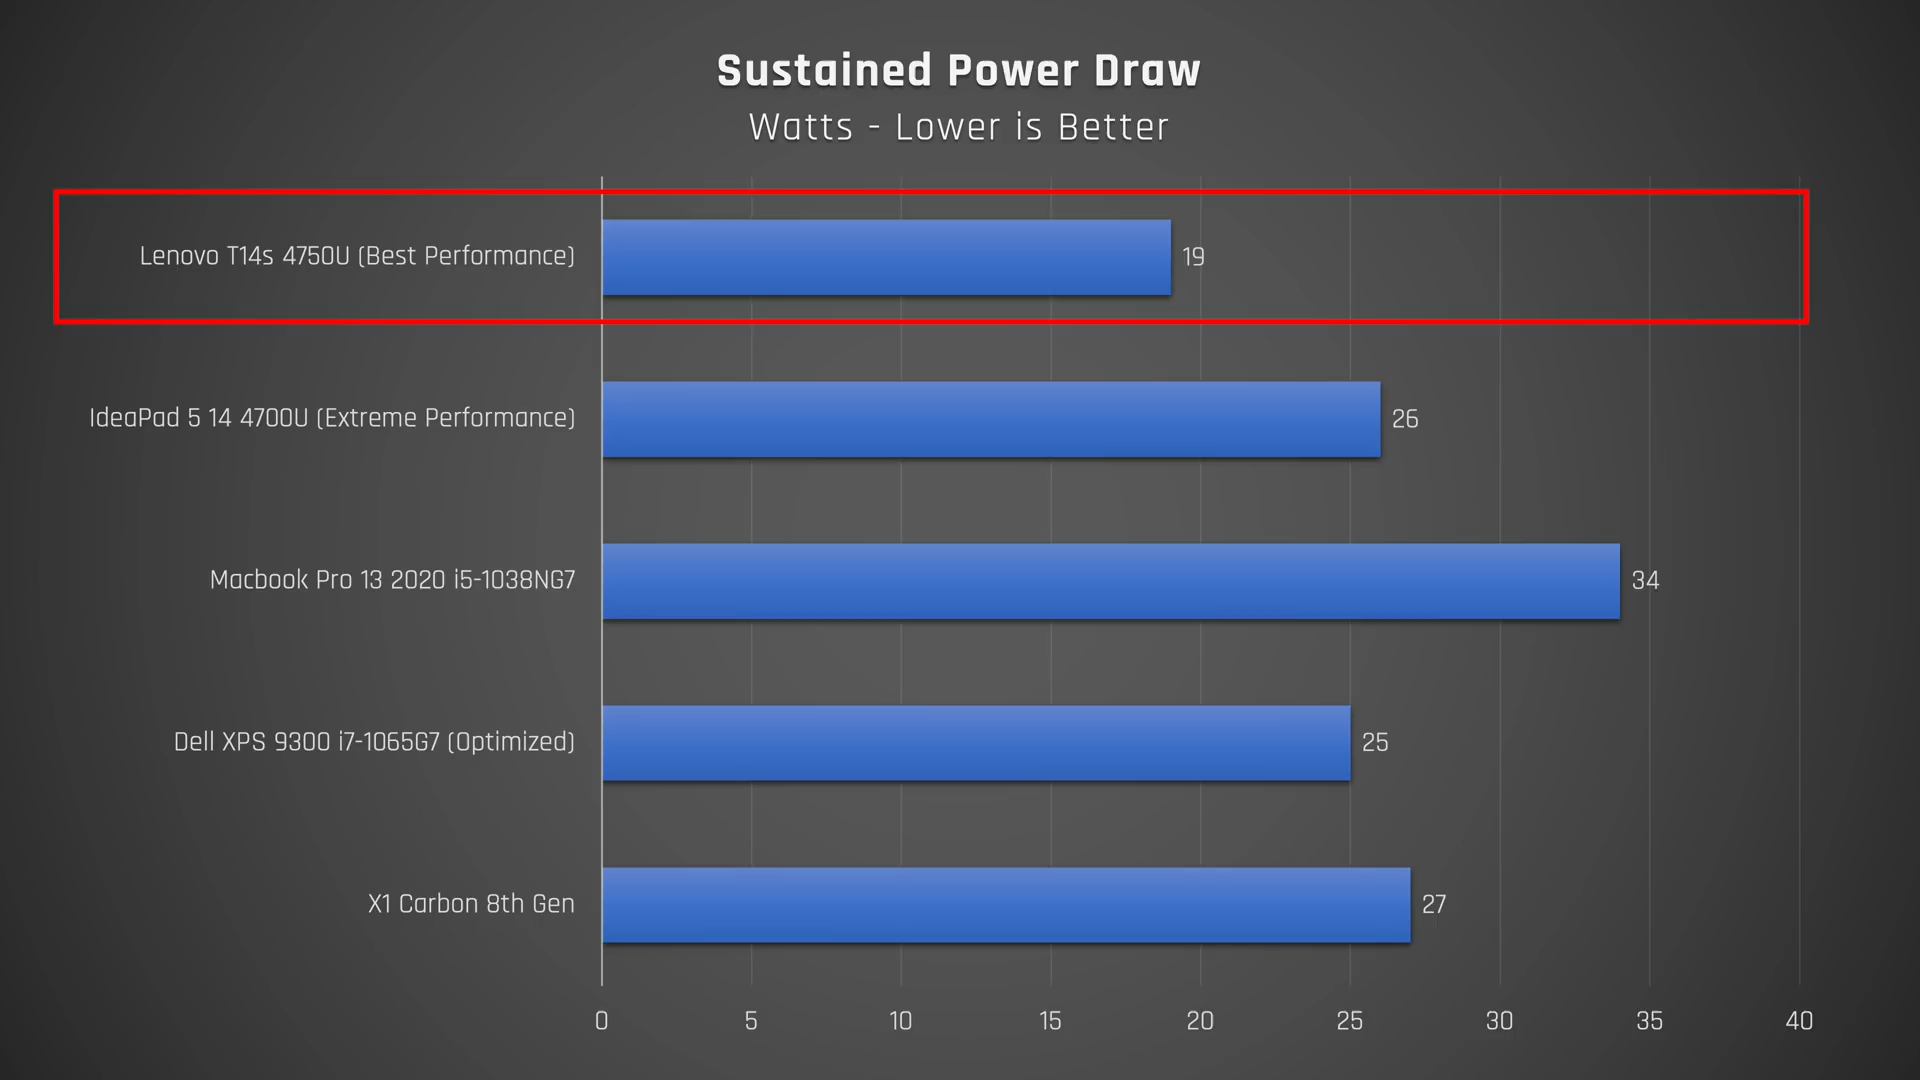 Sustained Power Draw
Watts - Lower is Better
Lenovo T14s 4750U (Best Performance)
19
IdeaPad 5 14 4700U (Extreme Performance)
26
Macbook Pro 13 2020 i5-1038NG7
34
Dell XPS 9300 i7-1065G7 (Optimized)
25
X1 Carbon 8th Gen
27
0 5 10 15 20 25 30 35 40